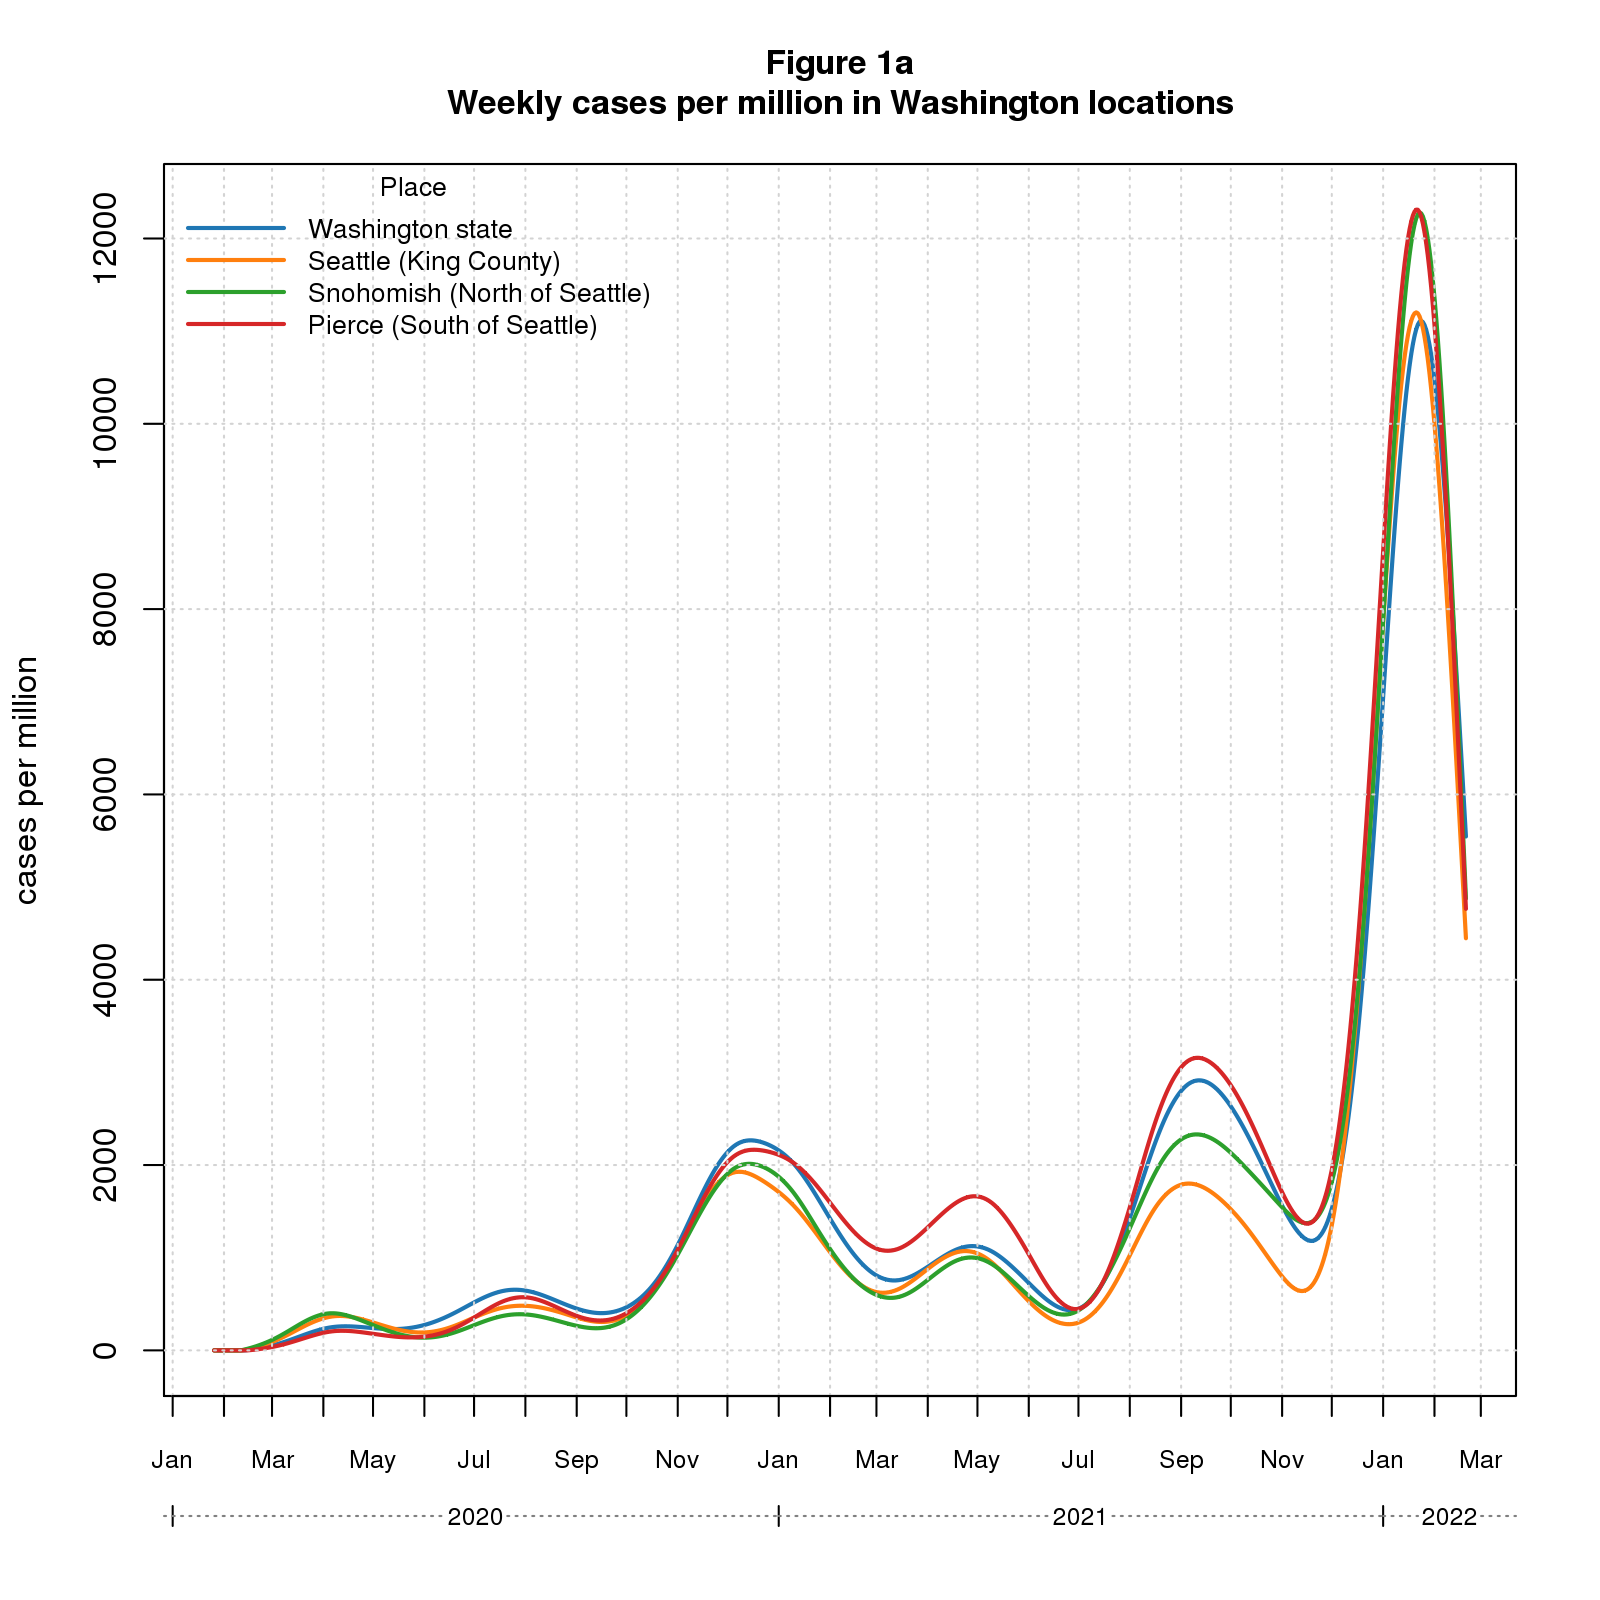 Figure 1a
Weekly cases per million in Washington locations
Place
Washington state
Seattle (King County)
Snohomish (North of Seattle)
Pierce (South of Seattle)
12000
10000
8000
6000
4000
2000
0
cases per million
Jan Mar May Jul Sep Nov Jan Mar May Jul Sep Nov Jan Mar
2020 2021 2022